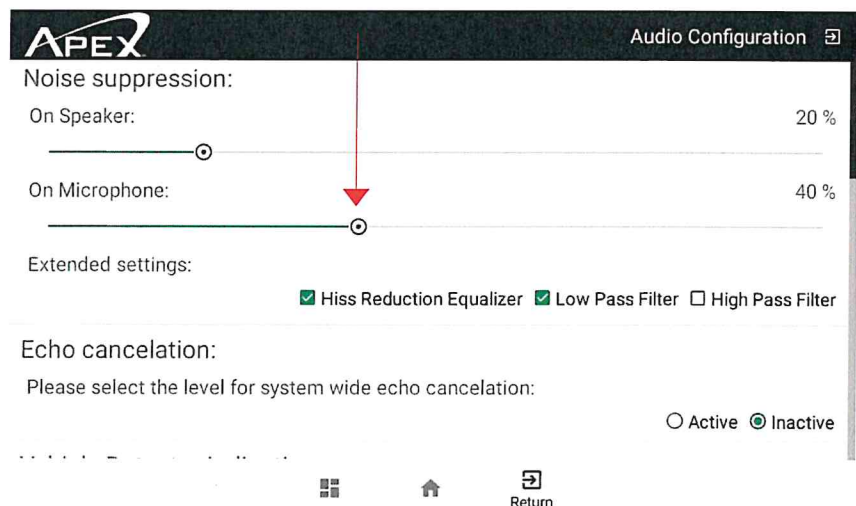 APEX
Audio Configuration
Noise suppression:
On Speaker: 20 %
On Microphone: 40 %
Extended settings:
Hiss Reduction Equalizer Low Pass Filter High Pass Filter
Echo cancelation:
Please select the level for system wide echo cancelation:
Active Inactive
Return